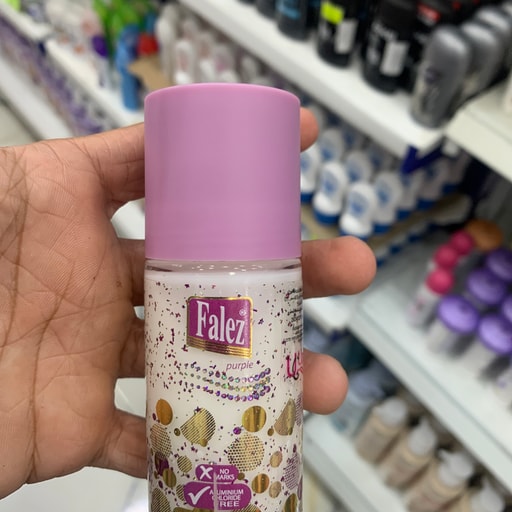 Falez®
purple
NO
MARKS
ALUMINIUM
CHLORIDE
FREE